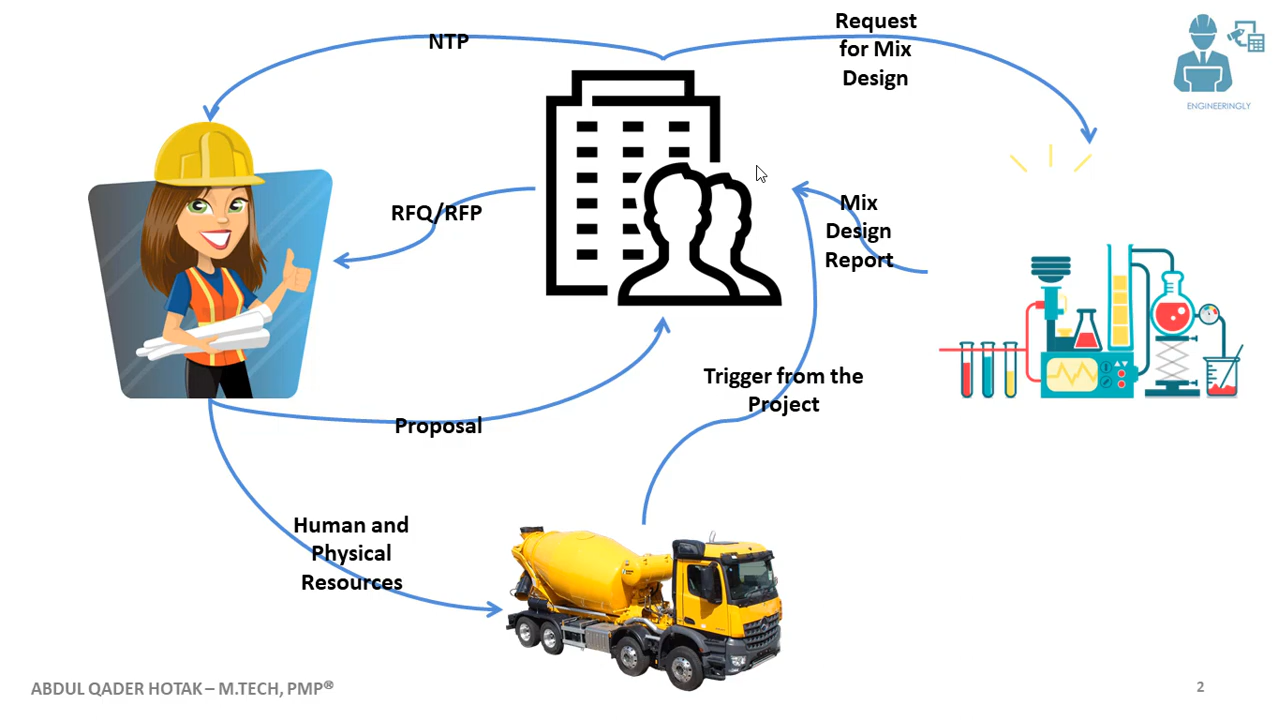 NTP
Request
for Mix
Design
ENGINEERINGLY
RFQ/RFP
Mix
Design
Report
Trigger from the
Project
Proposal
Human and
Physical
Resources
ABDUL QADER HOTAK – M.TECH, PMP®
2